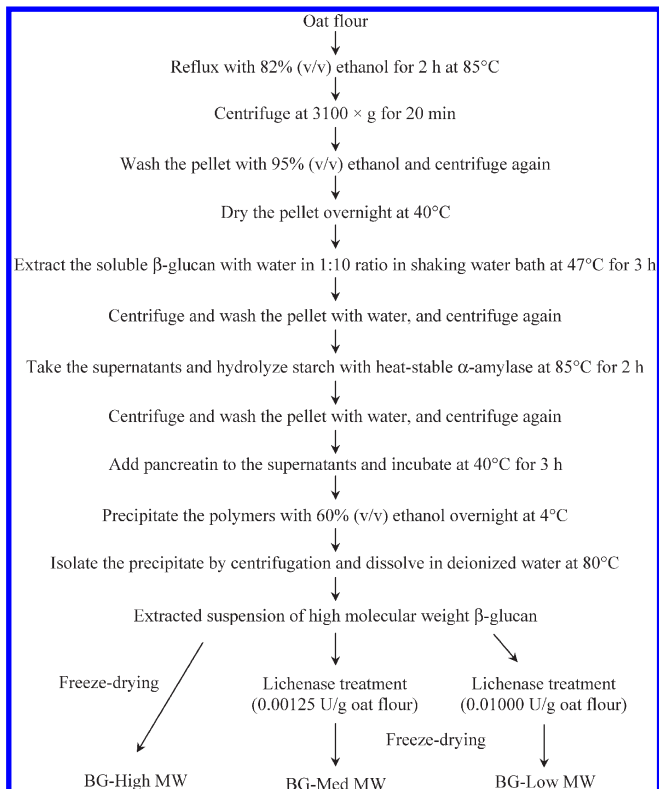 Oat flour
Reflux with 82% (v/v) ethanol for 2 h at 85°C
Centrifuge at 3100 × g for 20 min
Wash the pellet with 95% (v/v) ethanol and centrifuge again
Dry the pellet overnight at 40°C
Extract the soluble β-glucan with water in 1:10 ratio in shaking water bath at 47°C for 3 h
Centrifuge and wash the pellet with water, and centrifuge again
Take the supernatants and hydrolyze starch with heat-stable α-amylase at 85°C for 2 h
Centrifuge and wash the pellet with water, and centrifuge again
Add pancreatin to the supernatants and incubate at 40°C for 3 h
Precipitate the polymers with 60% (v/v) ethanol overnight at 4°C
Isolate the precipitate by centrifugation and dissolve in deionized water at 80°C
Extracted suspension of high molecular weight β-glucan
Freeze-drying
Lichenase treatment
(0.00125 U/g oat flour)
Lichenase treatment
(0.01000 U/g oat flour)
Freeze-drying
BG-High MW
BG-Med MW
BG-Low MW